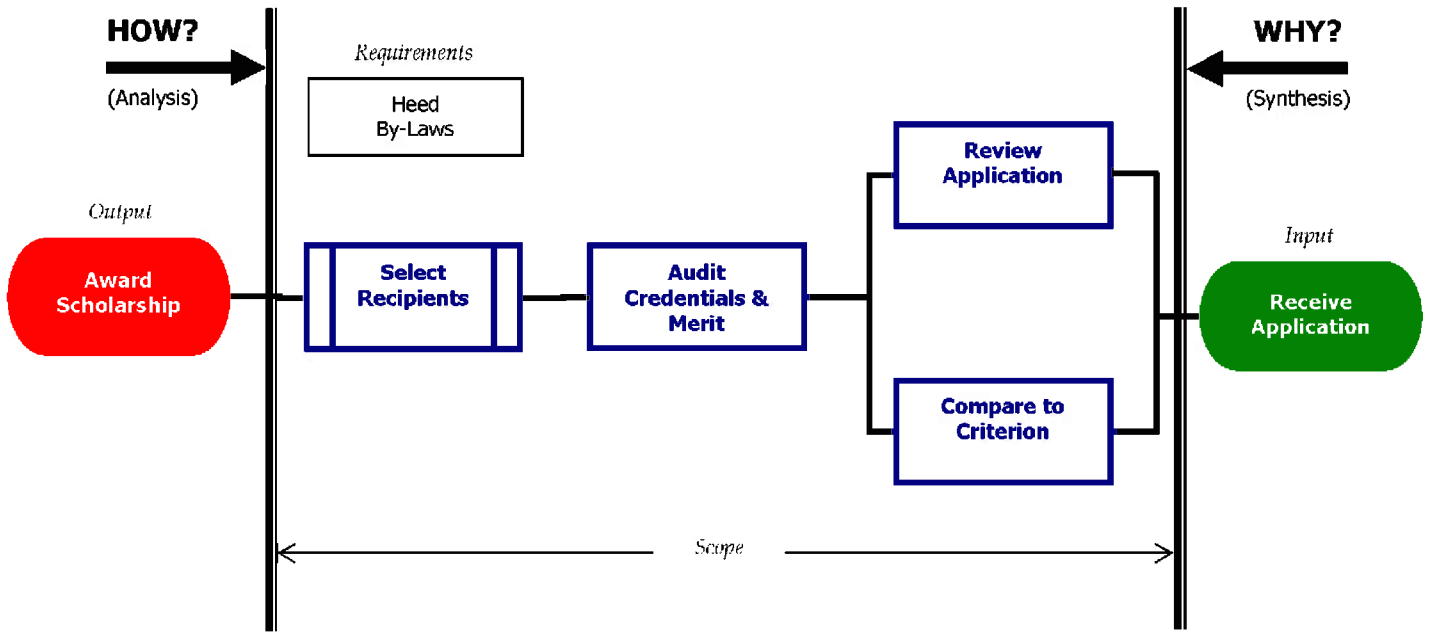 HOW?
(Analysis)
Requirements
Heed
By-Laws
WHY?
(Synthesis)
Output
Award
Scholarship
Select
Recipients
Audit
Credentials &
Merit
Review
Application
Compare to
Criterion
Input
Receive
Application
Scope